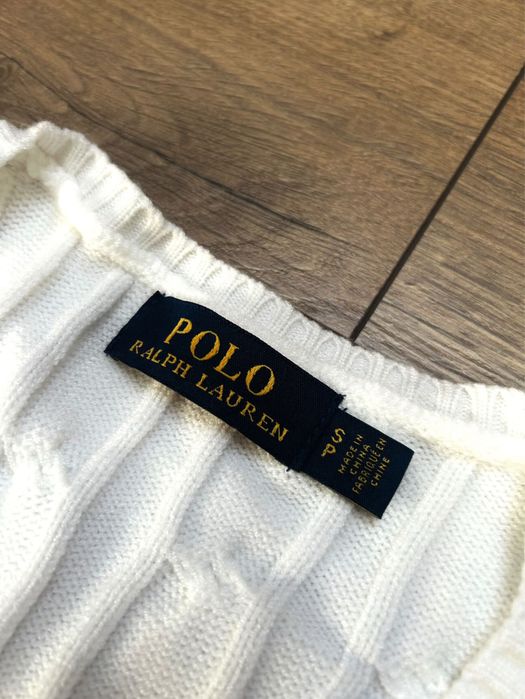 POLO
RALPH LAUREN
S
P
MADE IN
CHINA
FABRIQUÉ EN
CHINE